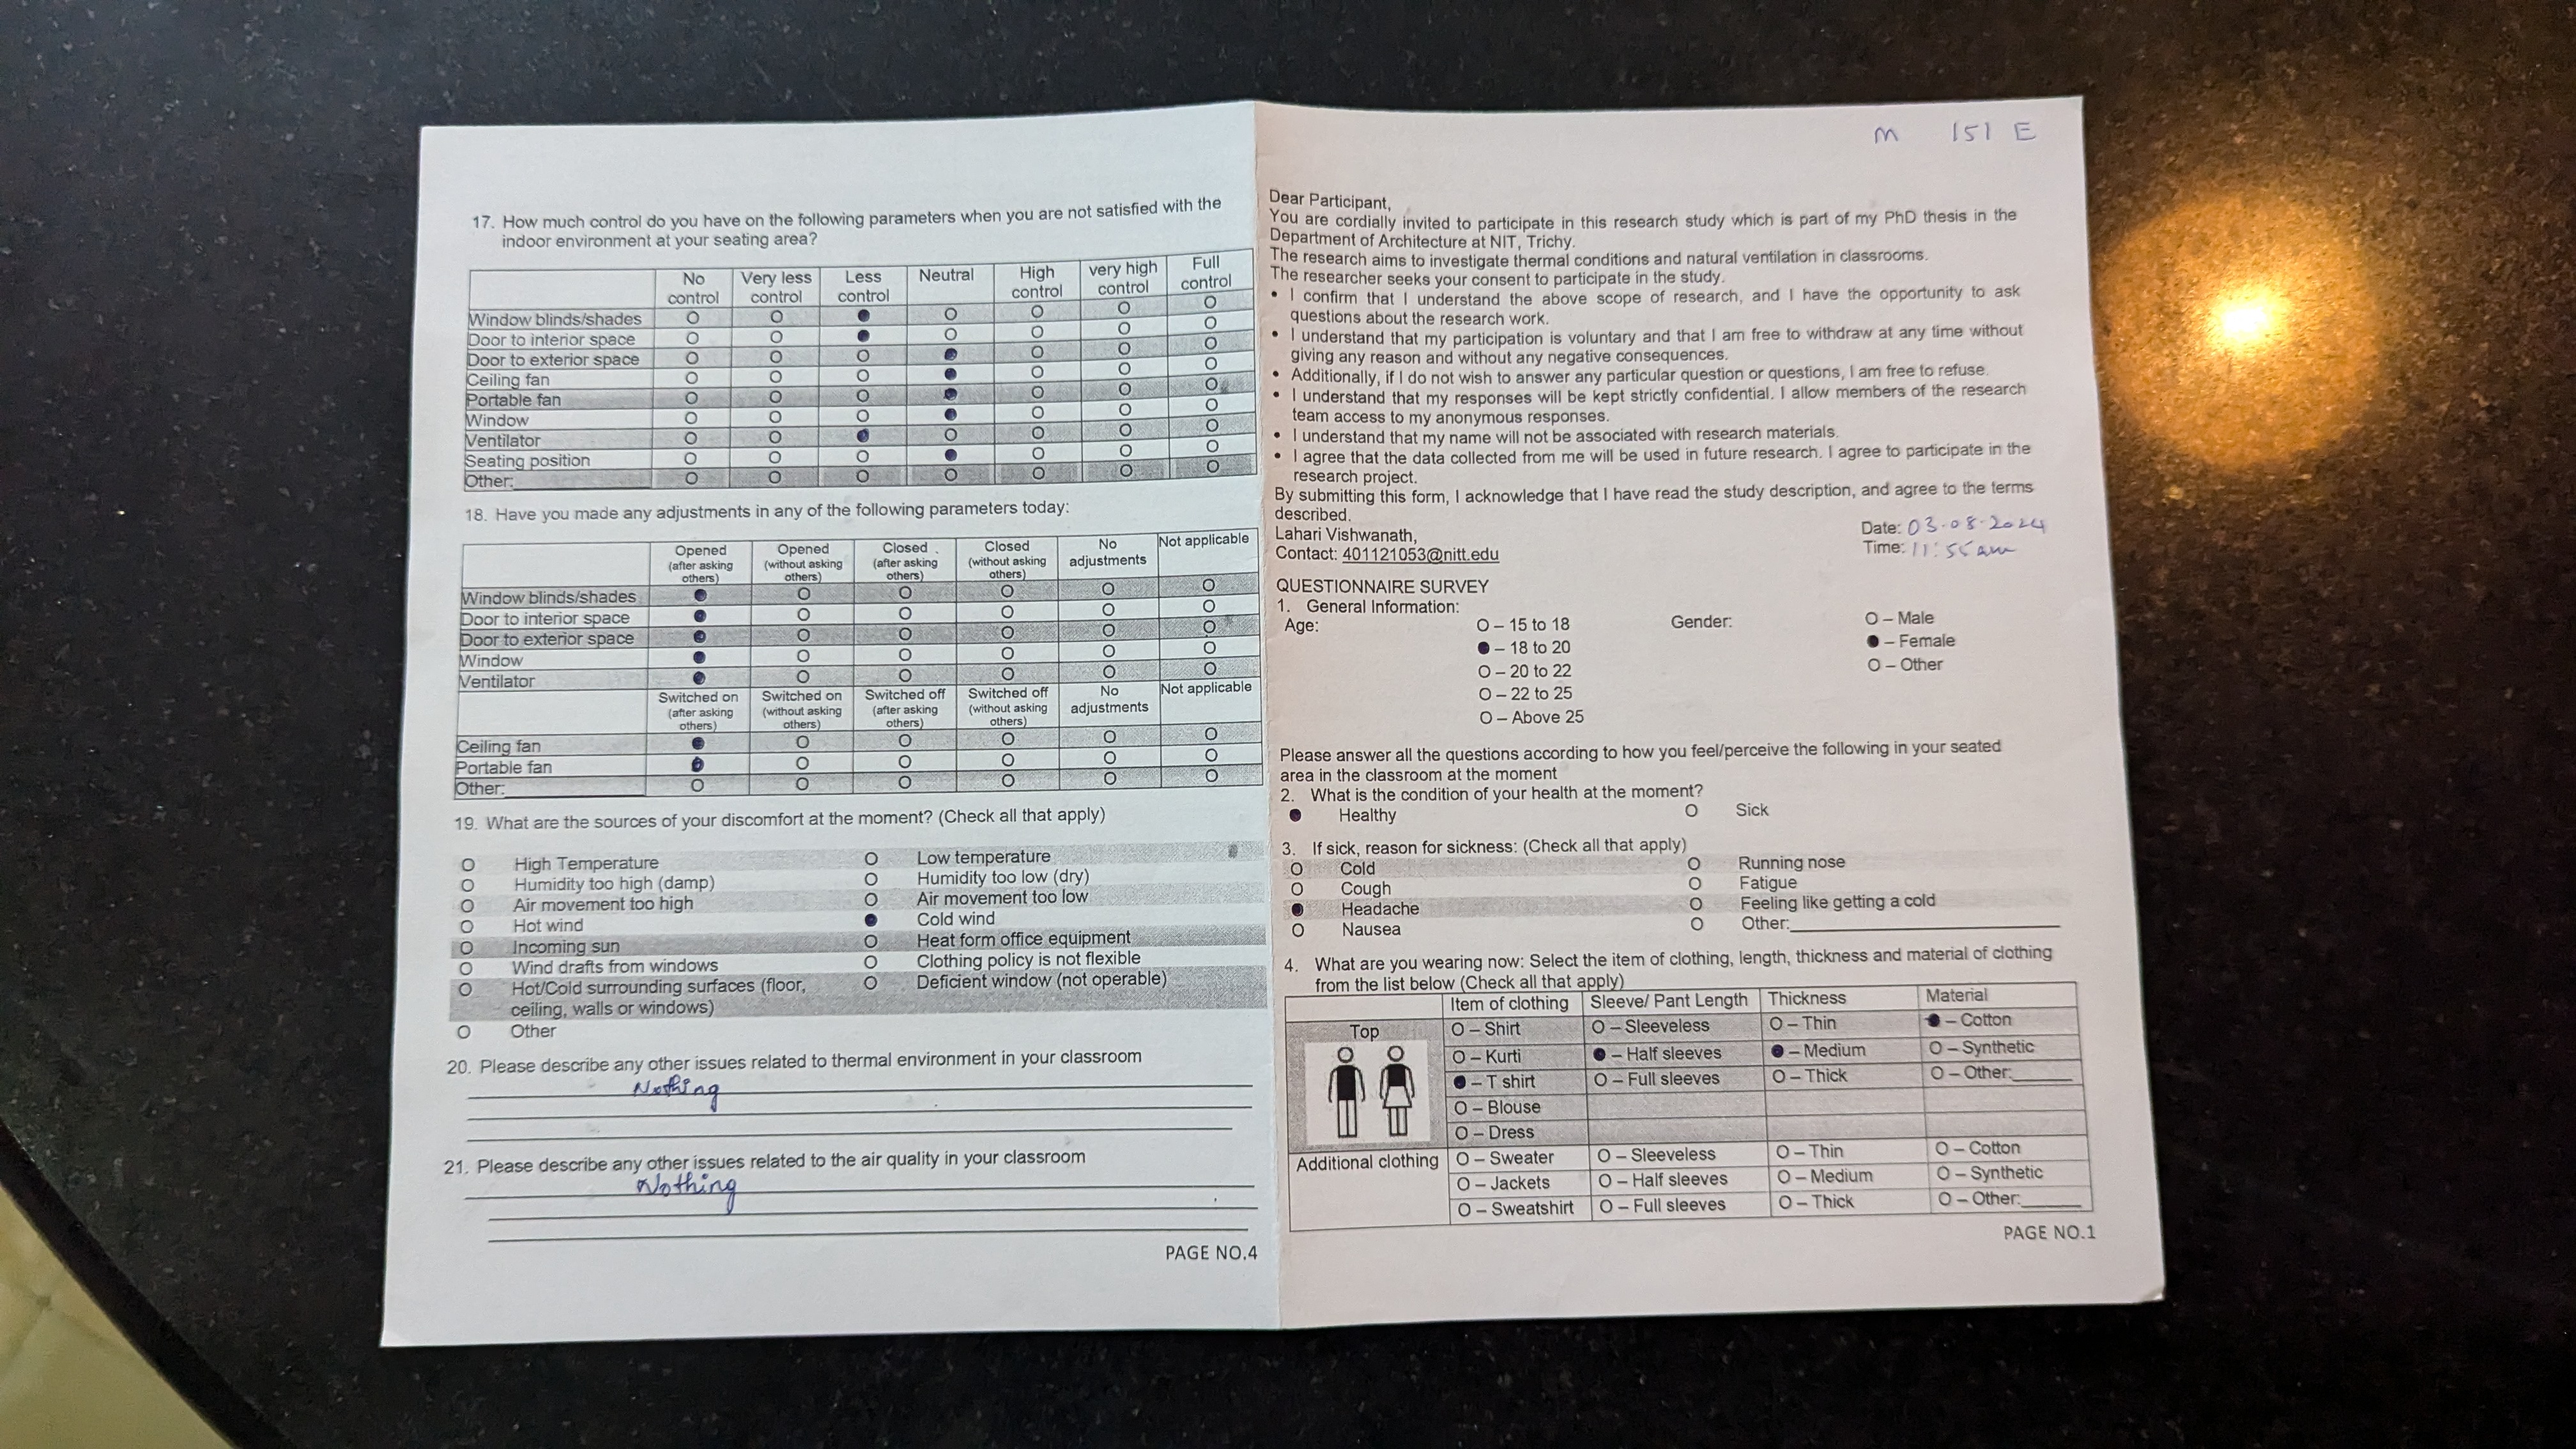 17. How much control do you have on the following parameters when you are not satisfied with the
indoor environment at your seating area?
No control Very less control Less control Neutral High control very high control Full control
Window blinds/shades O O ● O O O O
Door to interior space O O ● O O O O
Door to exterior space O O O ● O O O
Ceiling fan O O O ● O O O
Portable fan O O O ● O O O
Window O O O ● O O O
Ventilator O O ● O O O O
Seating position O O O ● O O O
Other:________ O O O O O O O
18. Have you made any adjustments in any of the following parameters today:
Opened (after asking others) Opened (without asking others) Closed (after asking others) Closed (without asking others) No adjustments Not applicable
Window blinds/shades ● O O O O O
Door to interior space ● O O O O O
Door to exterior space ● O O O O O
Window ● O O O O O
Ventilator ● O O O O O
Switched on (after asking others) Switched on (without asking others) Switched off (after asking others) Switched off (without asking others) No adjustments Not applicable
Ceiling fan ● O O O O O
Portable fan ● O O O O O
Other:________ O O O O O O
19. What are the sources of your discomfort at the moment? (Check all that apply)
O High Temperature O Low temperature
O Humidity too high (damp) O Humidity too low (dry)
O Air movement too high O Air movement too low
O Hot wind ● Cold wind
O Incoming sun O Heat form office equipment
O Wind drafts from windows O Clothing policy is not flexible
O Hot/Cold surrounding surfaces (floor, O Deficient window (not operable)
ceiling, walls or windows)
O Other
20. Please describe any other issues related to thermal environment in your classroom
Nothing
21. Please describe any other issues related to the air quality in your classroom
Nothing
PAGE NO.4
M 151 E
Dear Participant,
You are cordially invited to participate in this research study which is part of my PhD thesis in the
Department of Architecture at NIT, Trichy.
The research aims to investigate thermal conditions and natural ventilation in classrooms.
The researcher seeks your consent to participate in the study.
• I confirm that I understand the above scope of research, and I have the opportunity to ask
questions about the research work.
• I understand that my participation is voluntary and that I am free to withdraw at any time without
giving any reason and without any negative consequences.
• Additionally, if I do not wish to answer any particular question or questions, I am free to refuse.
• I understand that my responses will be kept strictly confidential. I allow members of the research
team access to my anonymous responses.
• I understand that my name will not be associated with research materials.
• I agree that the data collected from me will be used in future research. I agree to participate in the
research project.
By submitting this form, I acknowledge that I have read the study description, and agree to the terms
described.
Lahari Vishwanath, Date: 03.08.2024
Contact: 401121053@nitt.edu Time: 11:55am
QUESTIONNAIRE SURVEY
1. General Information:
Age: O – 15 to 18 Gender: O – Male
● – 18 to 20 ● – Female
O – 20 to 22 O – Other
O – 22 to 25
O – Above 25
Please answer all the questions according to how you feel/perceive the following in your seated
area in the classroom at the moment
2. What is the condition of your health at the moment?
● Healthy O Sick
3. If sick, reason for sickness: (Check all that apply)
O Cold O Running nose
O Cough O Fatigue
● Headache O Feeling like getting a cold
O Nausea O Other:________
4. What are you wearing now: Select the item of clothing, length, thickness and material of clothing
from the list below (Check all that apply)
Item of clothing Sleeve/ Pant Length Thickness Material
Top O – Shirt O – Sleeveless O – Thin ● – Cotton
O – Kurti ● – Half sleeves ● – Medium O – Synthetic
● – T shirt O – Full sleeves O – Thick O – Other:______
O – Blouse
O – Dress
Additional clothing O – Sweater O – Sleeveless O – Thin O – Cotton
O – Jackets O – Half sleeves O – Medium O – Synthetic
O – Sweatshirt O – Full sleeves O – Thick O – Other:______
PAGE NO.1